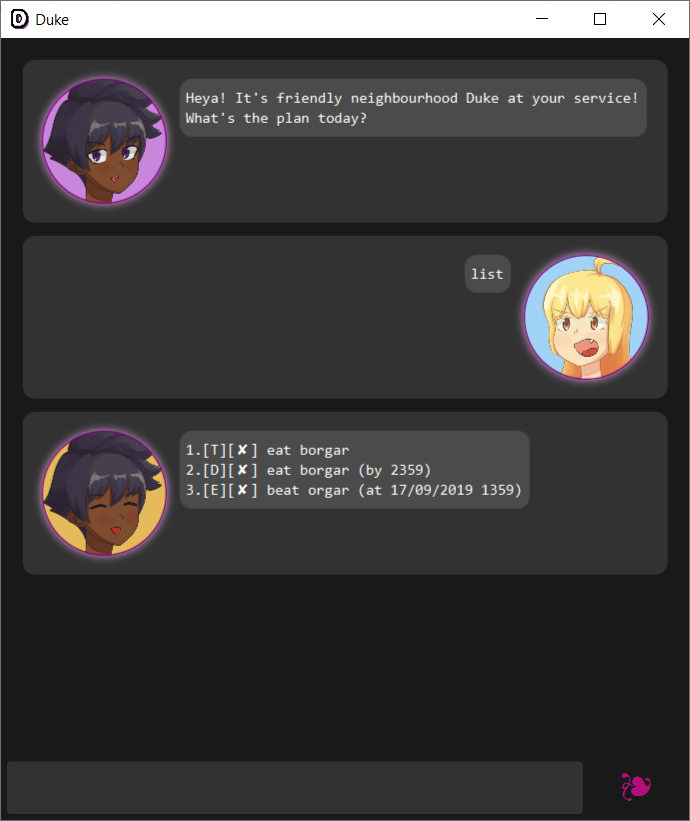 Duke
Heya! It's friendly neighbourhood Duke at your service!
What's the plan today?
list
1.[T][✘] eat borgar
2.[D][✘] eat borgar (by 2359)
3.[E][✘] beat orgar (at 17/09/2019 1359)